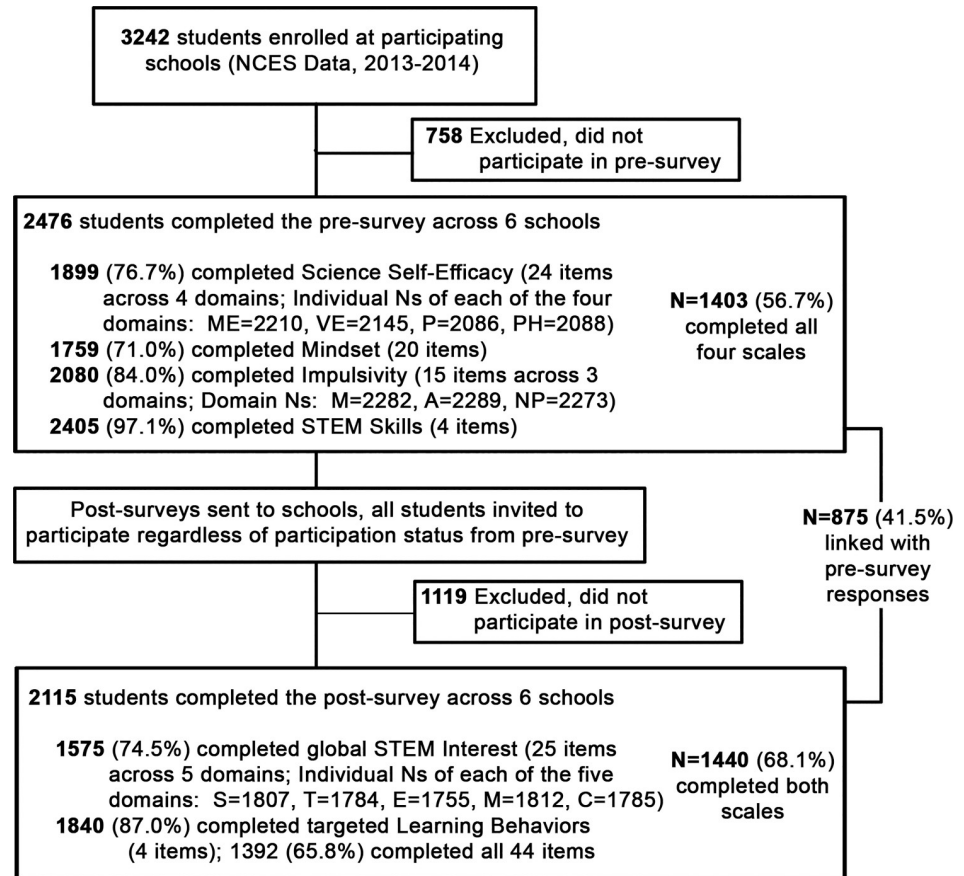 3242 students enrolled at participating
schools (NCES Data, 2013-2014)
758 Excluded, did not
participate in pre-survey
2476 students completed the pre-survey across 6 schools
1899 (76.7%) completed Science Self-Efficacy (24 items
across 4 domains; Individual Ns of each of the four
domains: ME=2210, VE=2145, P=2086, PH=2088)
1759 (71.0%) completed Mindset (20 items)
2080 (84.0%) completed Impulsivity (15 items across 3
domains; Domain Ns: M=2282, A=2289, NP=2273)
2405 (97.1%) completed STEM Skills (4 items)
N=1403 (56.7%)
completed all
four scales
Post-surveys sent to schools, all students invited to
participate regardless of participation status from pre-survey
N=875 (41.5%)
linked with
pre-survey
responses
1119 Excluded, did not
participate in post-survey
2115 students completed the post-survey across 6 schools
1575 (74.5%) completed global STEM Interest (25 items
across 5 domains; Individual Ns of each of the five
domains: S=1807, T=1784, E=1755, M=1812, C=1785)
1840 (87.0%) completed targeted Learning Behaviors
(4 items); 1392 (65.8%) completed all 44 items
N=1440 (68.1%)
completed both
scales